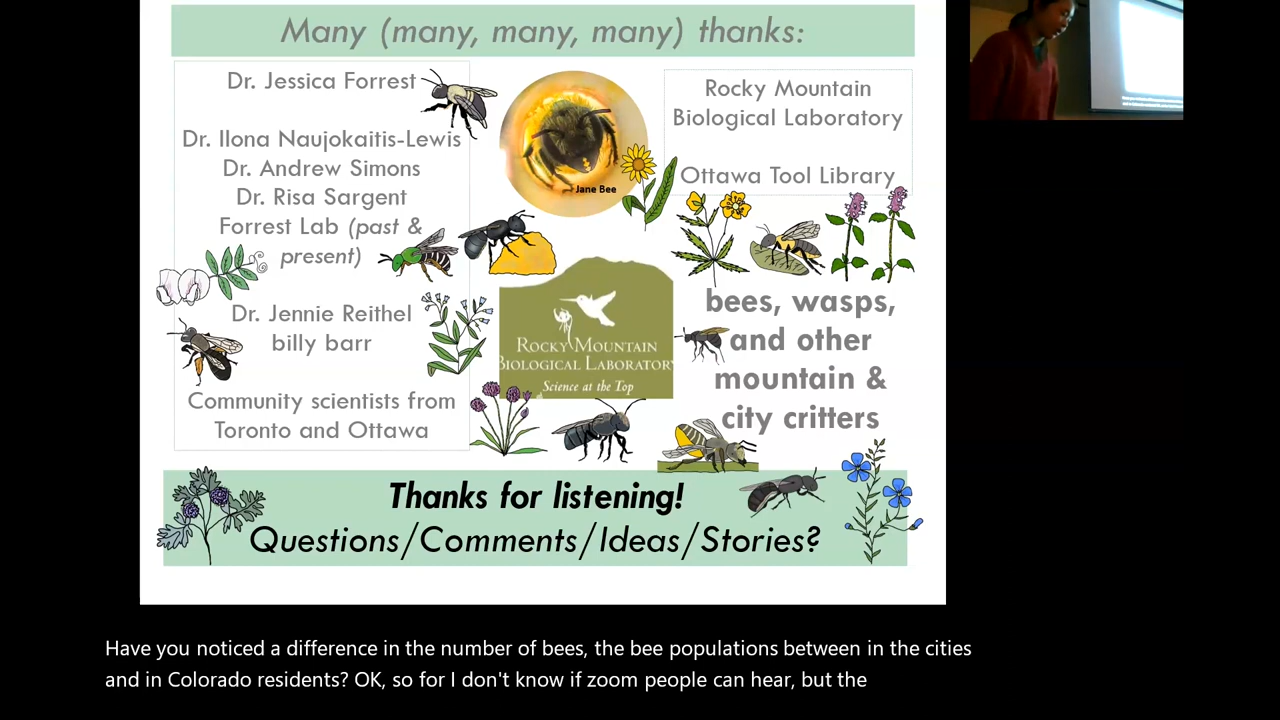 Many (many, many, many) thanks:
Dr. Jessica Forrest
Dr. Ilona Naujokaitis-Lewis
Dr. Andrew Simons
Dr. Risa Sargent
Forrest Lab (past &
present)
Dr. Jennie Reithel
billy barr
Community scientists from
Toronto and Ottawa
Jane Bee
ROCKY MOUNTAIN
BIOLOGICAL LABORATORY
Science at the Top
Rocky Mountain
Biological Laboratory
Ottawa Tool Library
bees, wasps,
and other
mountain &
city critters
Thanks for listening!
Questions/Comments/Ideas/Stories?
Have you noticed a difference in the number of bees, the bee populations between in the cities
and in Colorado residents? OK, so for I don't know if zoom people can hear, but the